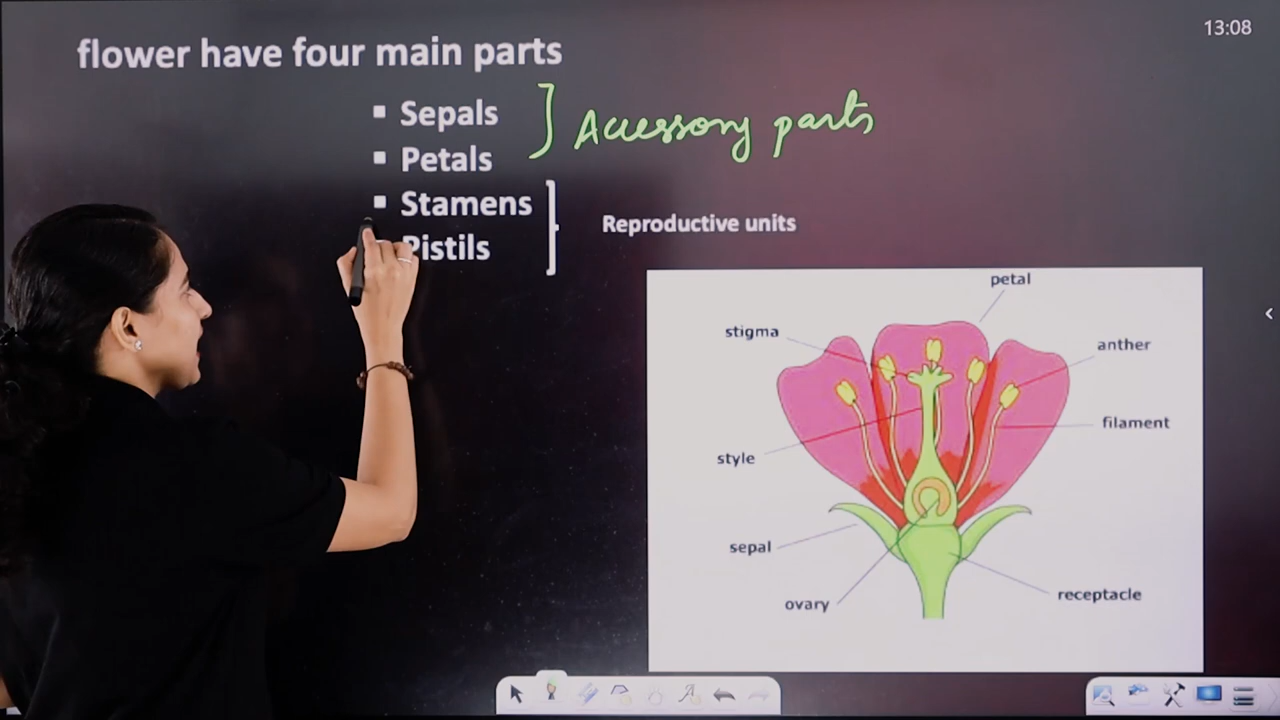 13:08
flower have four main parts
▪ Sepals
▪ Petals
Accessory parts
▪ Stamens
Pistils
Reproductive units
petal
stigma
anther
filament
style
sepal
ovary
receptacle